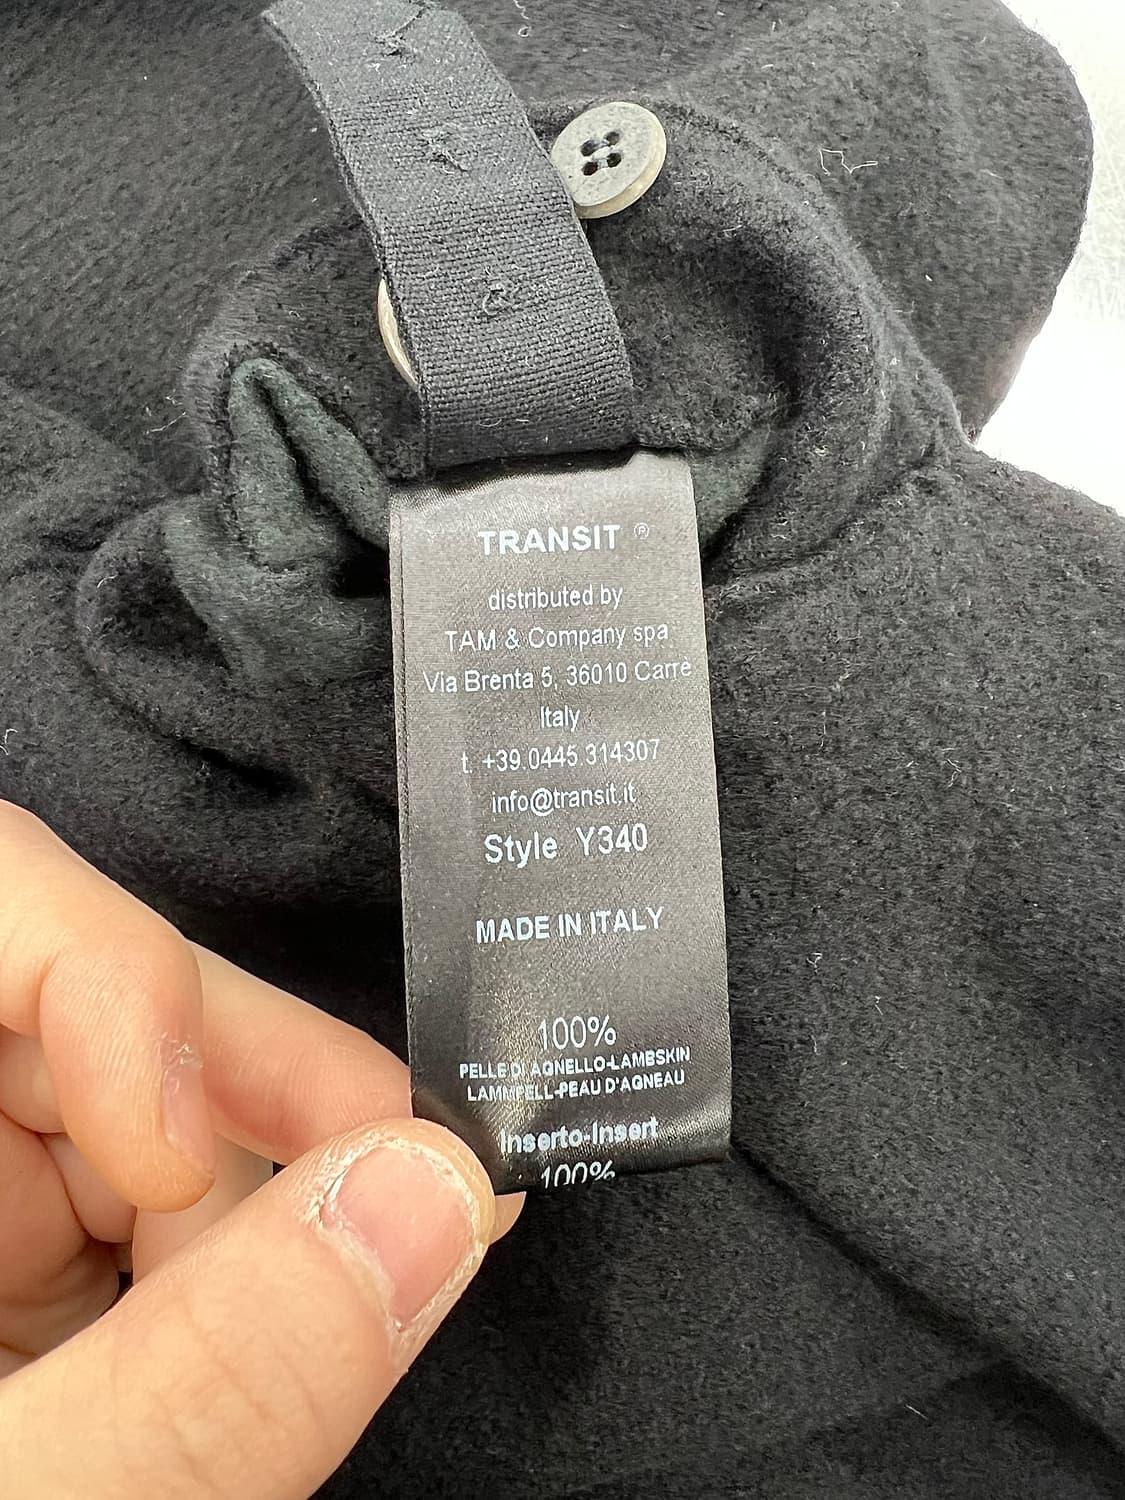 TRANSIT ®
distributed by
TAM & Company spa
Via Brenta 5, 36010 Carrè
Italy
t. +39.0445.314307
info@transit.it
Style Y340
MADE IN ITALY
100%
PELLE DI AGNELLO-LAMBSKIN
LAMMFELL-PEAU D'AGNEAU
Inserto-Insert
100%